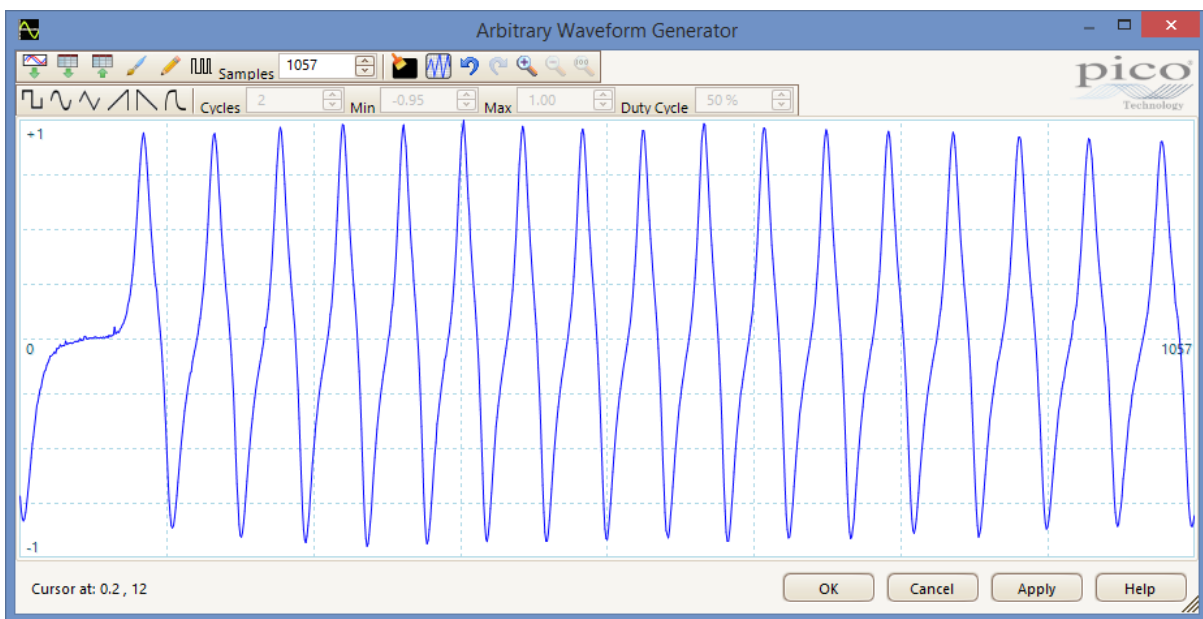 Arbitrary Waveform Generator
Samples 1057
100
pico
Technology
Cycles 2 Min -0.95 Max 1.00 Duty Cycle 50 %
+1
0
1057
-1
Cursor at: 0.2 , 12
OK Cancel Apply Help